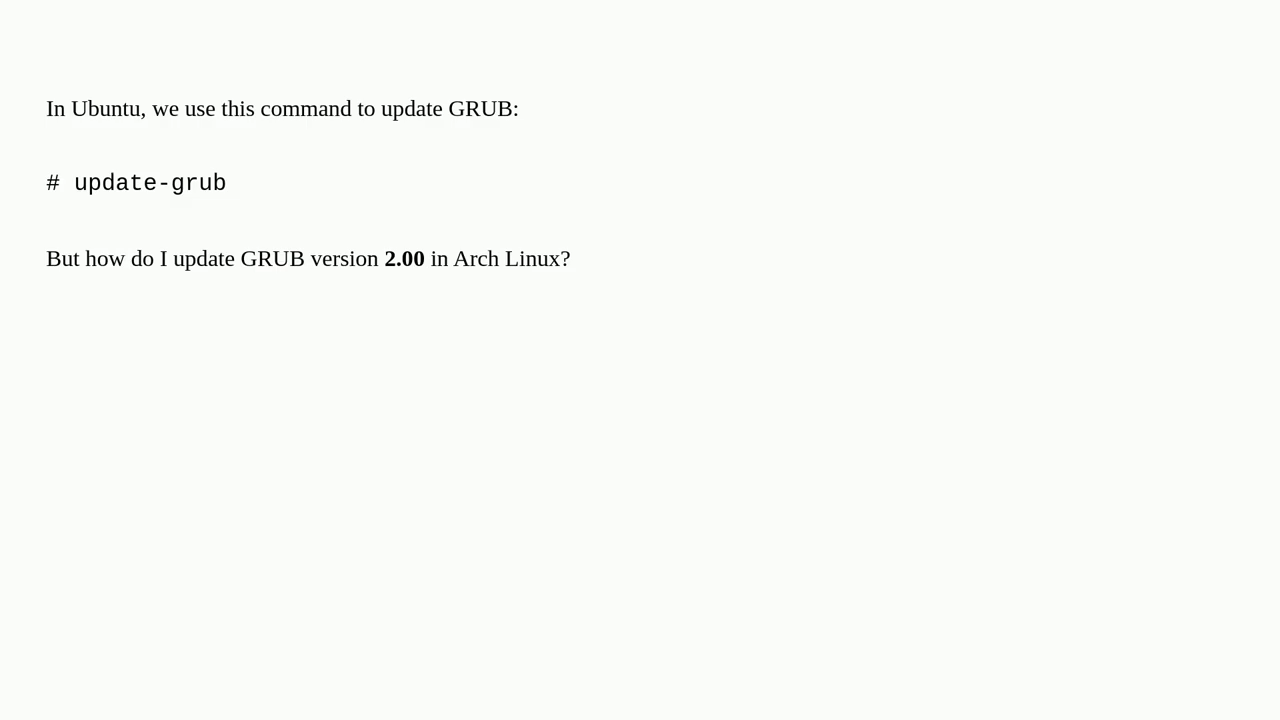 In Ubuntu, we use this command to update GRUB:
# update-grub
But how do I update GRUB version 2.00 in Arch Linux?